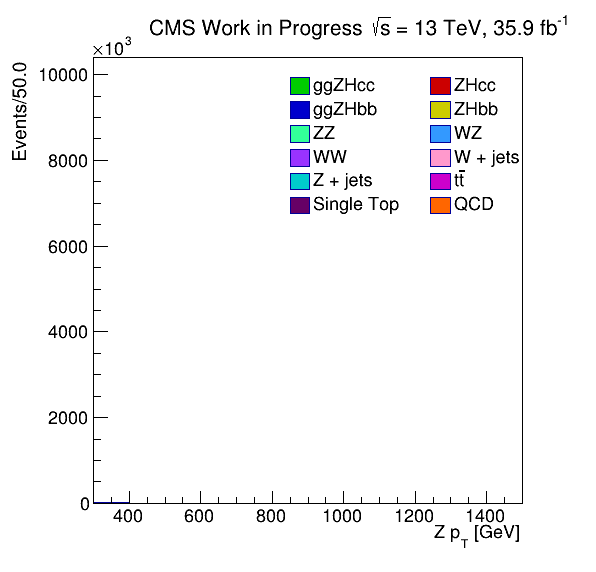 CMS Work in Progress √s = 13 TeV, 35.9 fb⁻¹
×10³
Events/50.0
10000
8000
6000
4000
2000
0
ggZHcc ZHcc
ggZHbb ZHbb
ZZ WZ
WW W + jets
Z + jets tt̄
Single Top QCD
400 600 800 1000 1200 1400
Z p_T [GeV]